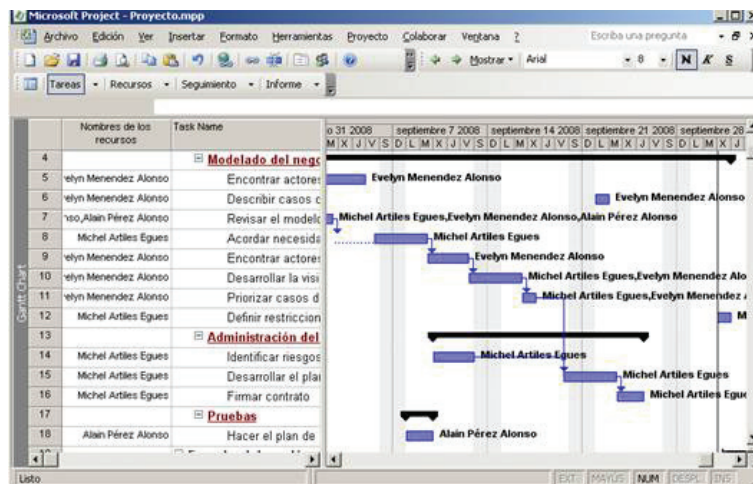 Microsoft Project - Proyecto.mpp
Archivo Edición Ver Insertar Formato Herramientas Proyecto Colaborar Ventana ? Escriba una pregunta
Mostrar Arial 8 N K S
Tareas Recursos Seguimiento Informe
Nombres de los recursos Task Name o 31 2008 septiembre 7 2008 septiembre 14 2008 septiembre 21 2008 septiembre 28
M X J V S D L M X J V S D L M X J V S D L M X J V S D L M X J
4 Modelado del nego
5 elyn Menendez Alonso Encontrar actores Evelyn Menendez Alonso
6 elyn Menendez Alonso Describir casos Evelyn Menendez Alonso
7 nso,Alain Pérez Alonso Revisar el modelo Michel Artiles Egues,Evelyn Menendez Alonso,Alain Pérez Alonso
8 Michel Artiles Egues Acordar necesida Michel Artiles Egues
9 elyn Menendez Alonso Encontrar actores Evelyn Menendez Alonso
10 elyn Menendez Alonso Desarrollar la visi Michel Artiles Egues,Evelyn Menendez Alo
11 elyn Menendez Alonso Priorizar casos d Michel Artiles Egues,Evelyn Menendez
12 Michel Artiles Egues Definir restriccion M
13 Administración del
14 Michel Artiles Egues Identificar riesgos Michel Artiles Egues
15 Michel Artiles Egues Desarrollar el plan Michel Artiles Egues
16 Michel Artiles Egues Firmar contrato Michel Artiles Egue
17 Pruebas
18 Alain Pérez Alonso Hacer el plan de Alain Pérez Alonso
Gantt Chart
Listo EXT MAYÚS NUM DESPL INS